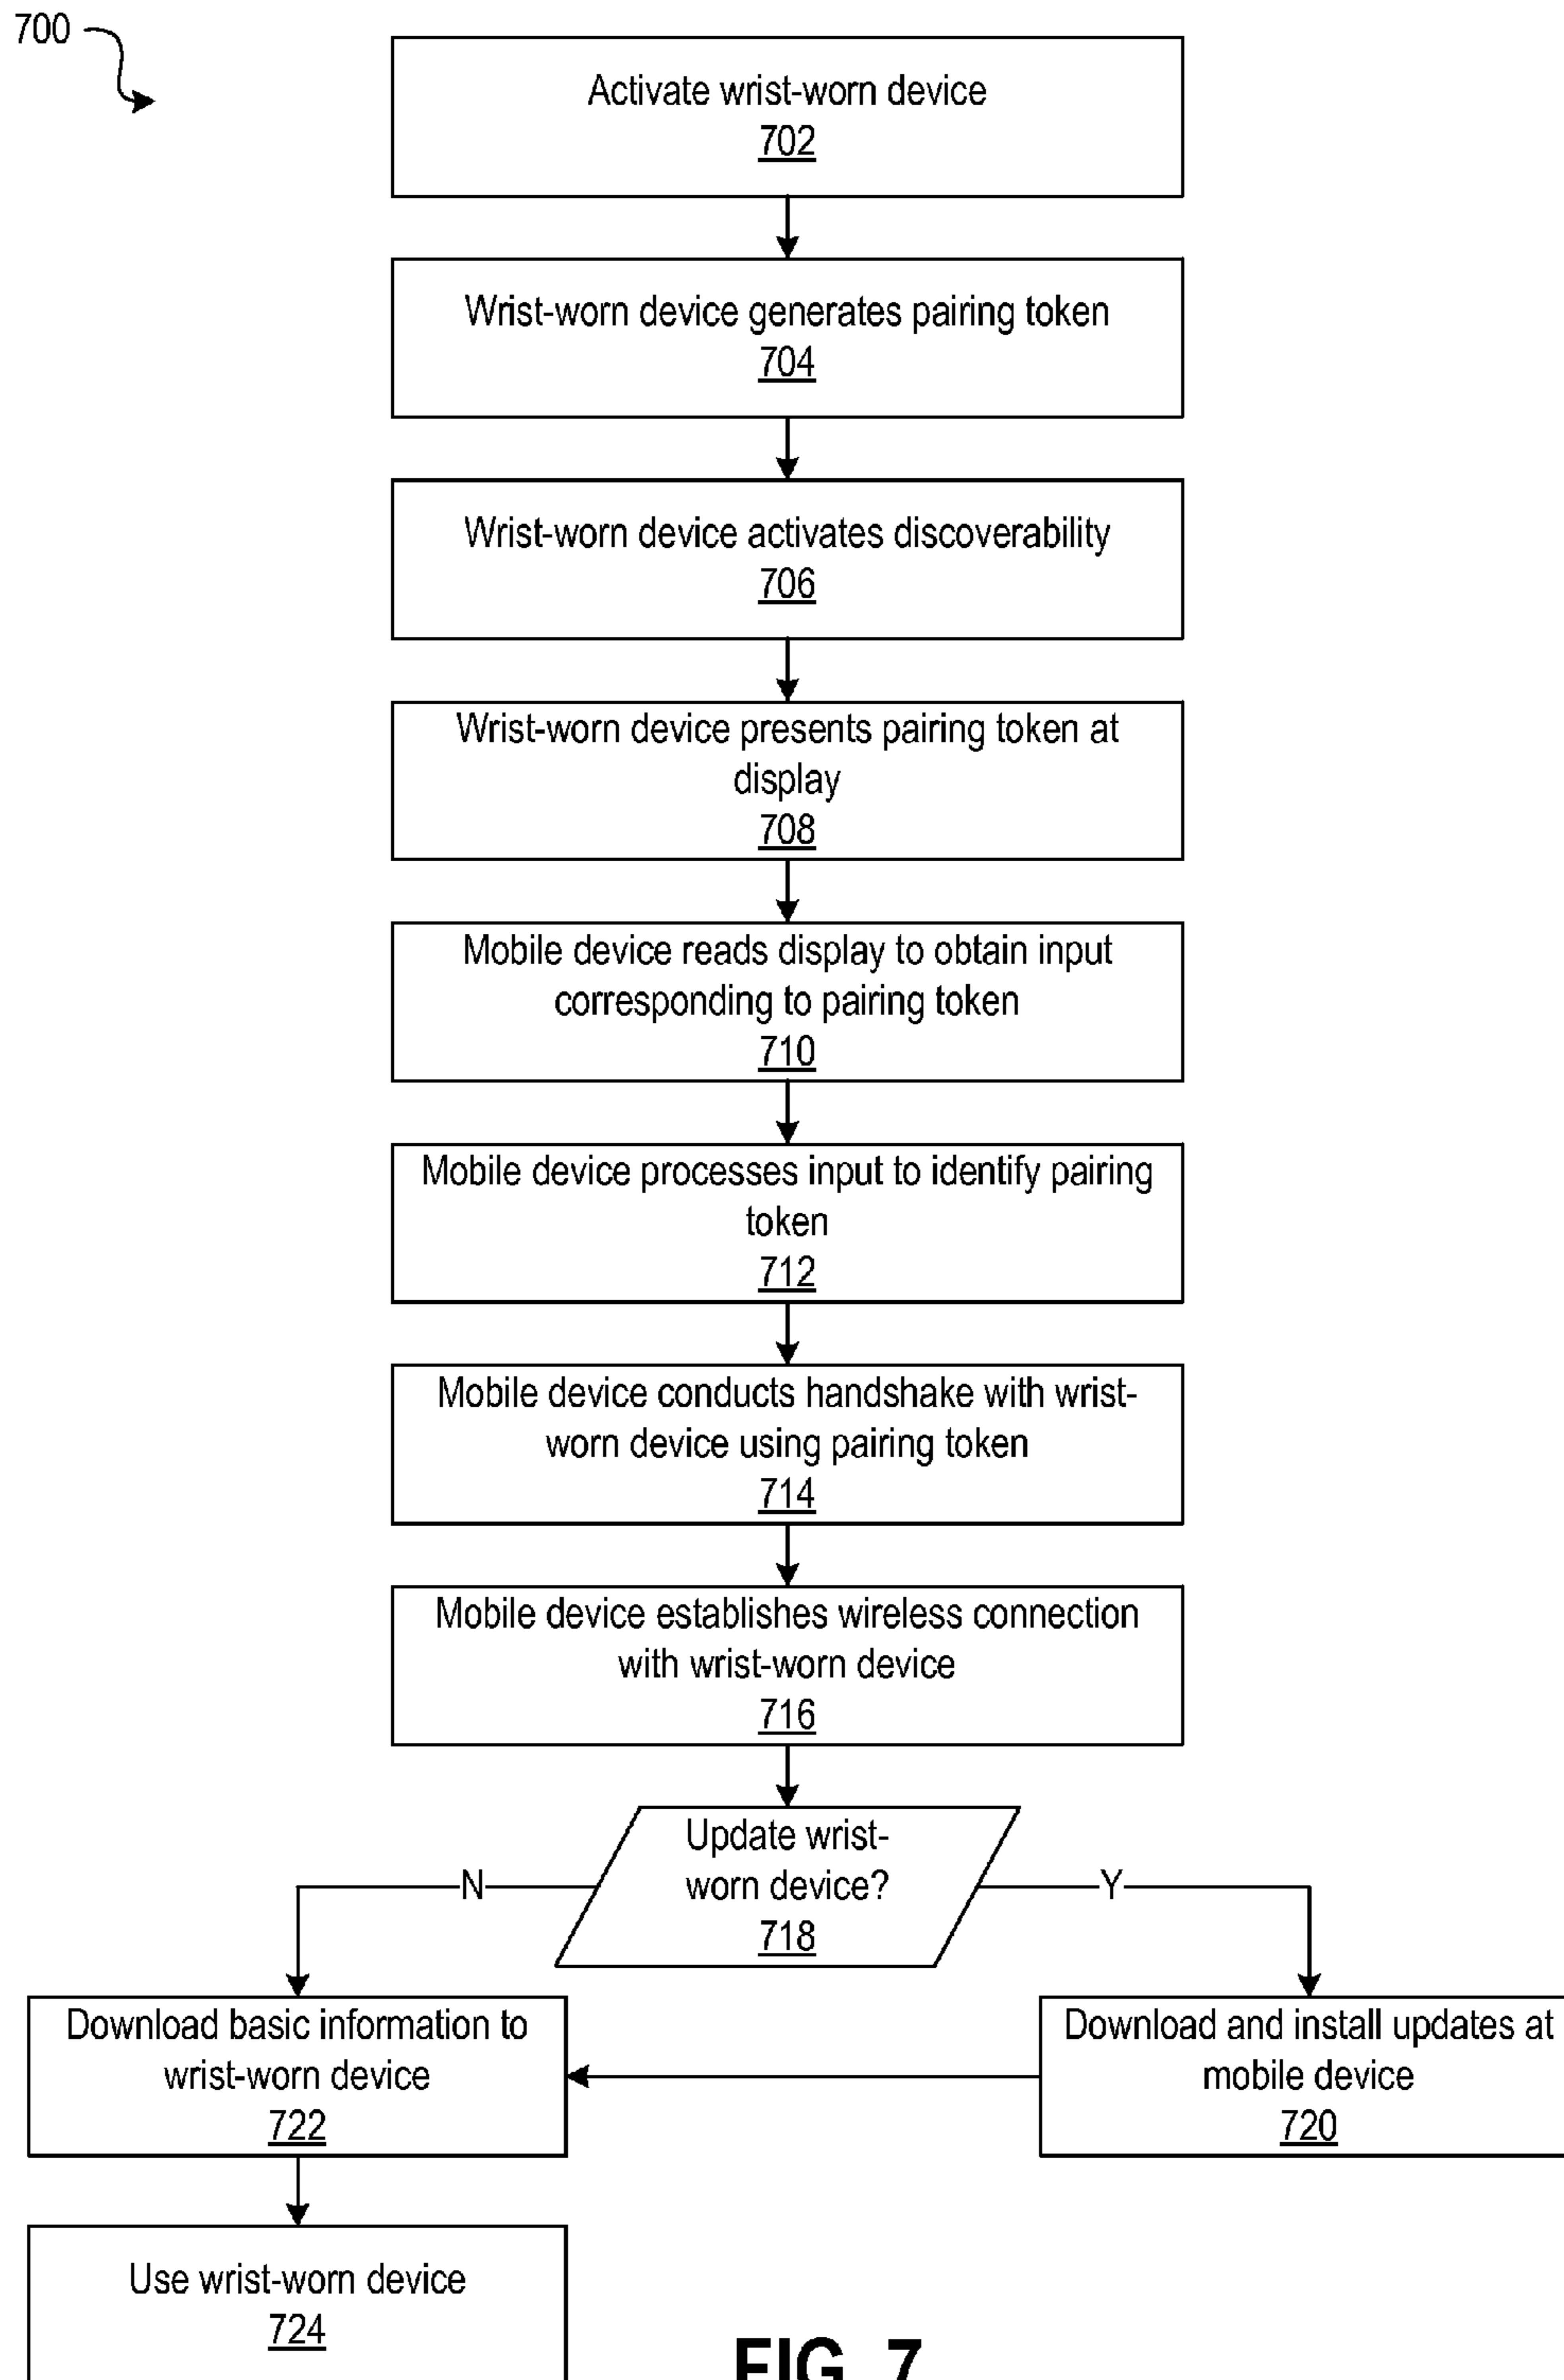 700
Activate wrist-worn device
702
Wrist-worn device generates pairing token
704
Wrist-worn device activates discoverability
706
Wrist-worn device presents pairing token at
display
708
Mobile device reads display to obtain input
corresponding to pairing token
710
Mobile device processes input to identify pairing
token
712
Mobile device conducts handshake with wrist-
worn device using pairing token
714
Mobile device establishes wireless connection
with wrist-worn device
716
Update wrist-
worn device?
718
N
Y
Download basic information to
wrist-worn device
722
Download and install updates at
mobile device
720
Use wrist-worn device
724
FIG. 7